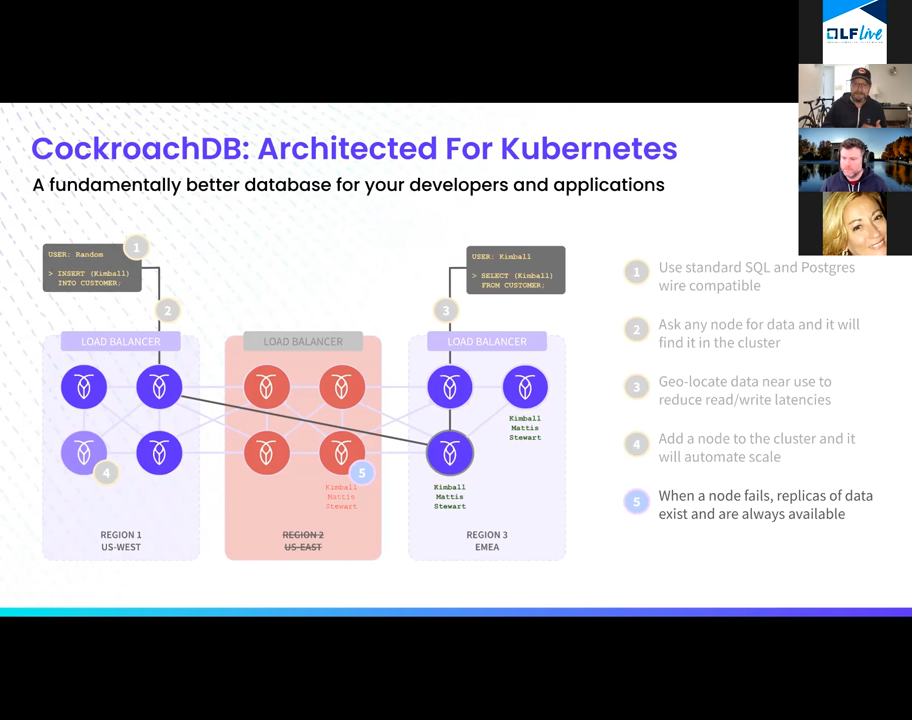 LF live
CockroachDB: Architected For Kubernetes
A fundamentally better database for your developers and applications
USER: Random
> INSERT (Kimball)
INTO CUSTOMER;
1
2
USER: Kimball
> SELECT (Kimball)
FROM CUSTOMER;
3
LOAD BALANCER
LOAD BALANCER
LOAD BALANCER
Kimball
Mattis
Stewart
4
5
Kimball
Mattis
Stewart
Kimball
Mattis
Stewart
REGION 1
US-WEST
REGION 2
US-EAST
REGION 3
EMEA
1 Use standard SQL and Postgres
wire compatible
2 Ask any node for data and it will
find it in the cluster
3 Geo-locate data near use to
reduce read/write latencies
4 Add a node to the cluster and it
will automate scale
5 When a node fails, replicas of data
exist and are always available